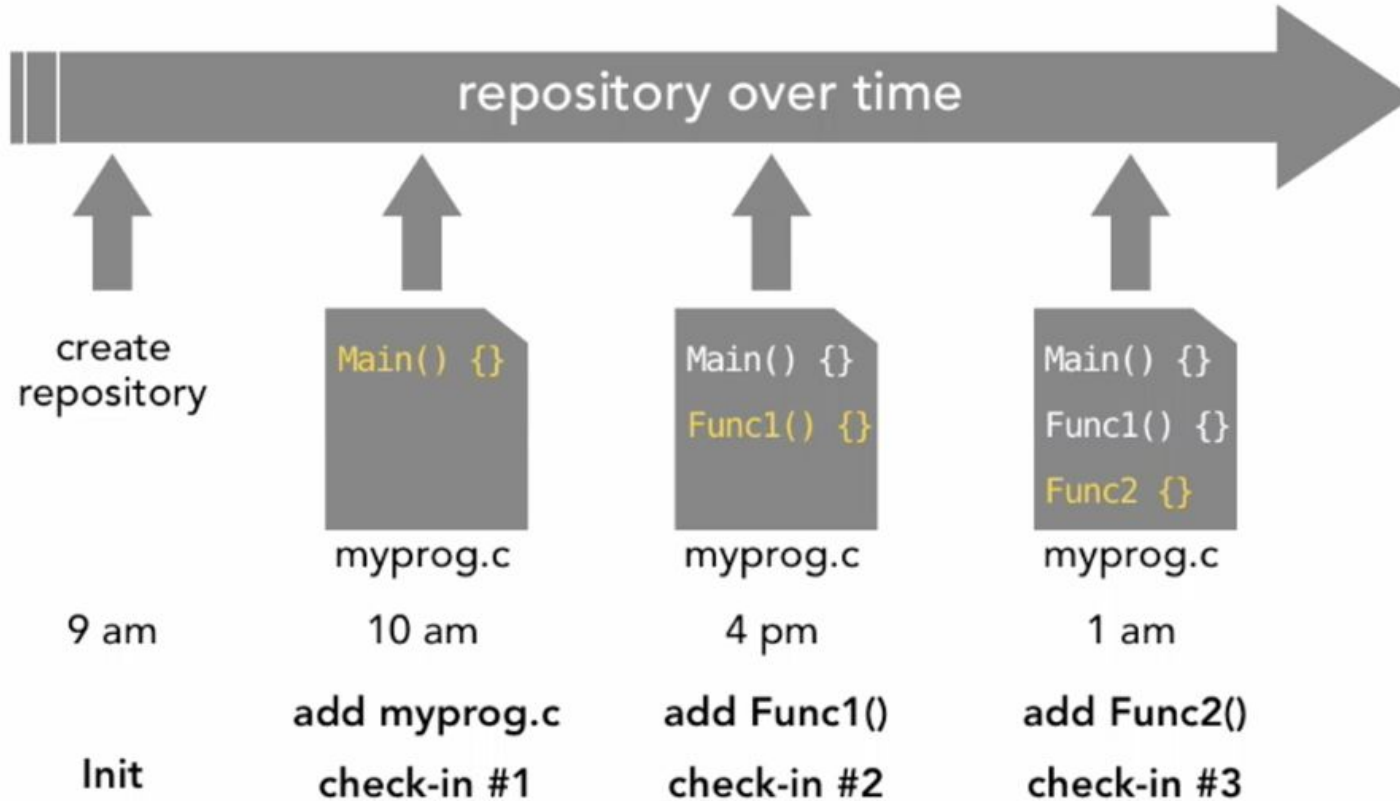 repository over time
create
repository
Main() {}
Main() {}
Func1() {}
Main() {}
Func1() {}
Func2 {}
myprog.c
myprog.c
myprog.c
9 am
10 am
4 pm
1 am
add myprog.c
add Func1()
add Func2()
Init
check-in #1
check-in #2
check-in #3